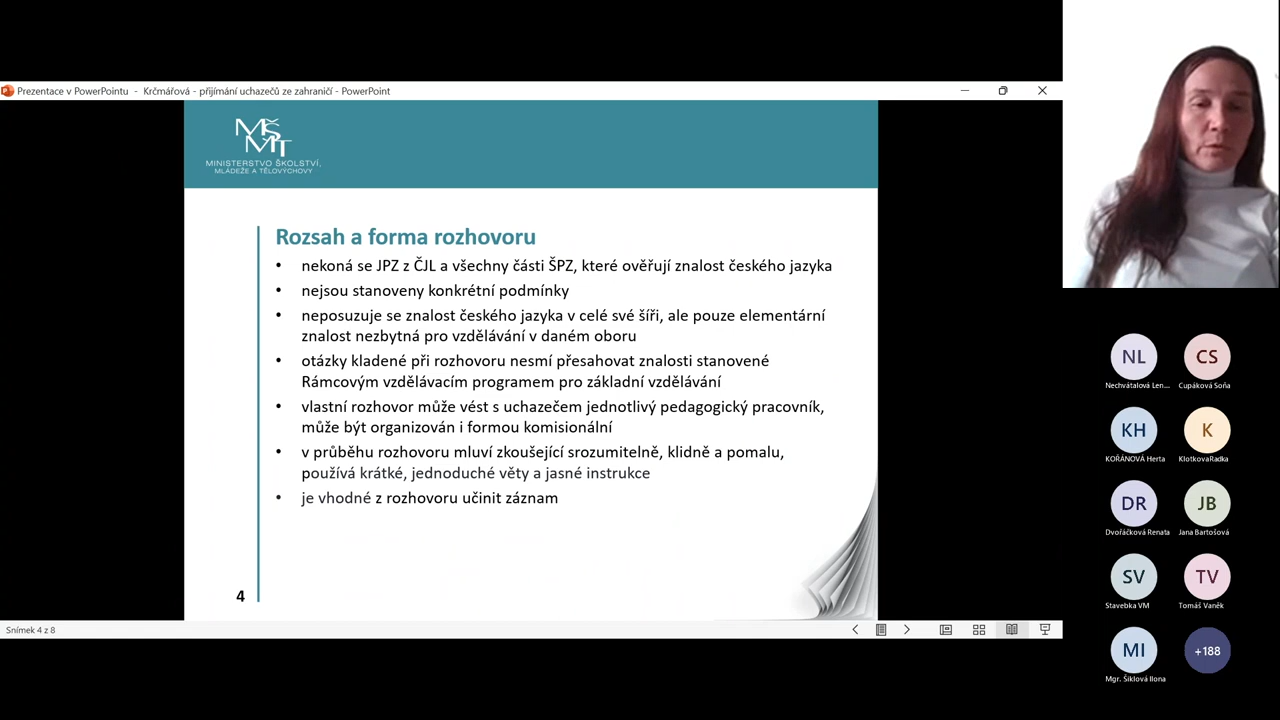 Prezentace v PowerPointu - Krčmářová - přijímání uchazečů ze zahraničí - PowerPoint
MŠMT
MINISTERSTVO ŠKOLSTVÍ,
MLÁDEŽE A TĚLOVÝCHOVY
Rozsah a forma rozhovoru
• nekoná se JPZ z ČJL a všechny části ŠPZ, které ověřují znalost českého jazyka
• nejsou stanoveny konkrétní podmínky
• neposuzuje se znalost českého jazyka v celé své šíři, ale pouze elementární
znalost nezbytná pro vzdělávání v daném oboru
• otázky kladené při rozhovoru nesmí přesahovat znalosti stanovené
Rámcovým vzdělávacím programem pro základní vzdělávání
• vlastní rozhovor může vést s uchazečem jednotlivý pedagogický pracovník,
může být organizován i formou komisionální
• v průběhu rozhovoru mluví zkoušející srozumitelně, klidně a pomalu,
používá krátké, jednoduché věty a jasné instrukce
• je vhodné z rozhovoru učinit záznam
4
Snímek 4 z 8
NL
Nechvátalová Len...
CS
Cupáková Soňa
KH
KOŘÁNOVÁ Herta
K
KlotkovaRadka
DR
Dvořáčková Renata
JB
Jana Bartošová
SV
Stavebka VM
TV
Tomáš Vaněk
MI
Mgr. Šiklová Ilona
+188